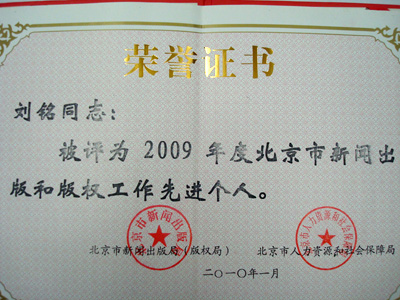 荣誉证书
刘铭同志：
被评为 2009 年度北京市新闻出
版和版权工作先进个人。
北京市新闻出版局（版权局） 北京市人力资源和社会保障局
二〇一〇年一月